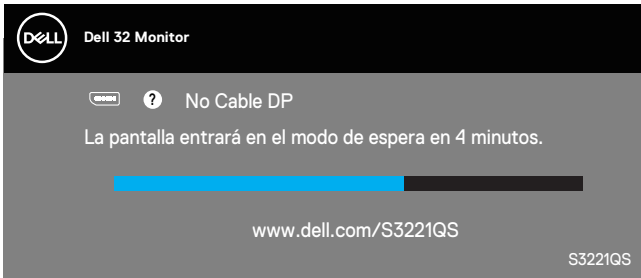 DELL
Dell 32 Monitor
? No Cable DP
La pantalla entrará en el modo de espera en 4 minutos.
www.dell.com/S3221QS
S3221QS